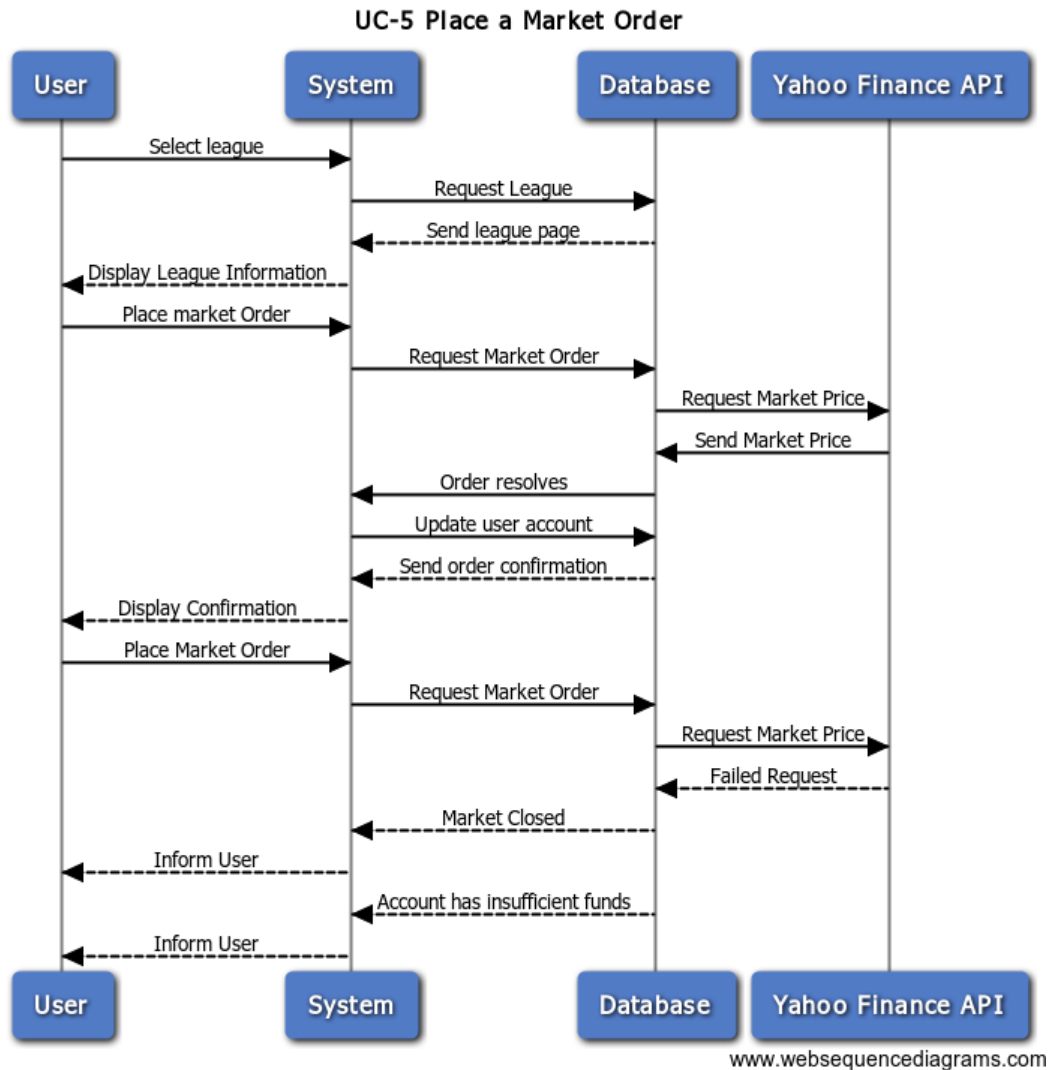 UC-5 Place a Market Order
User System Database Yahoo Finance API
Select league
Request League
Send league page
Display League Information
Place market Order
Request Market Order
Request Market Price
Send Market Price
Order resolves
Update user account
Send order confirmation
Display Confirmation
Place Market Order
Request Market Order
Request Market Price
Failed Request
Market Closed
Inform User
Account has insufficient funds
Inform User
User System Database Yahoo Finance API
www.websequencediagrams.com